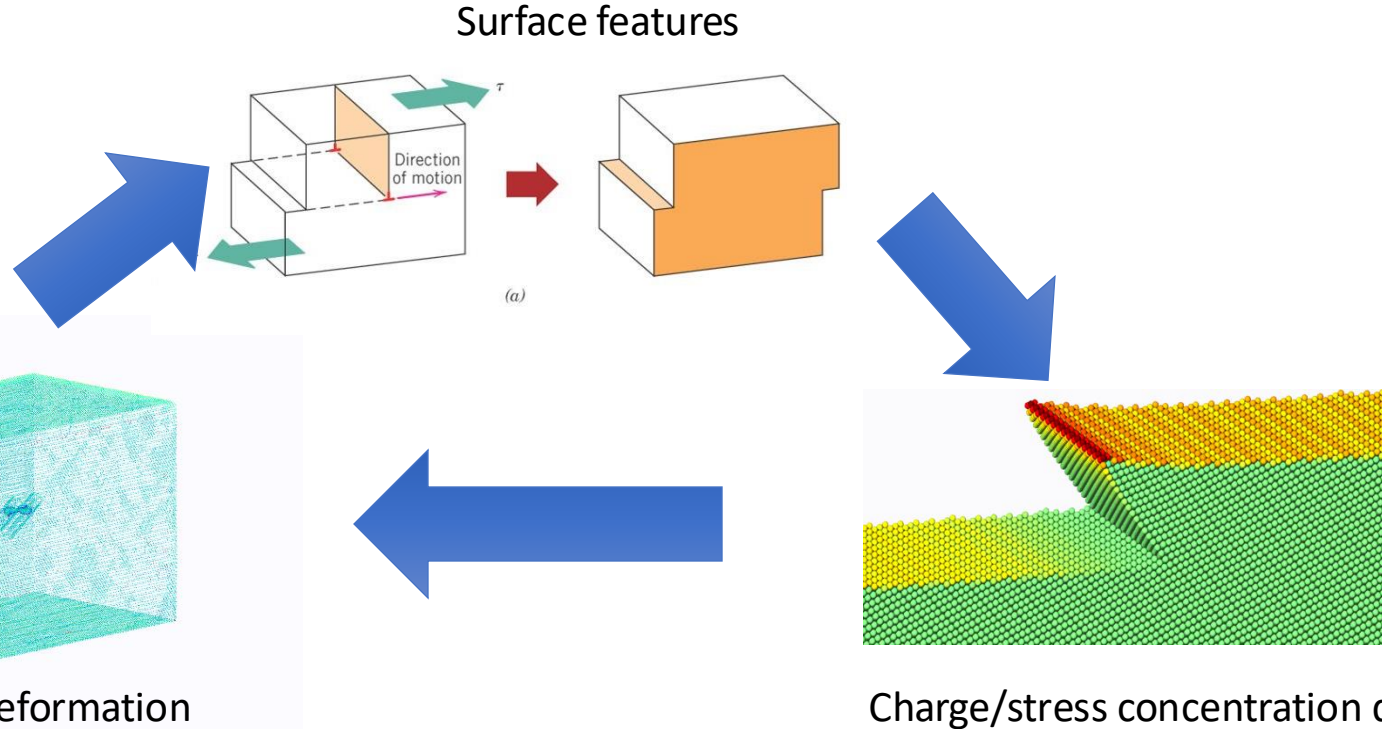 Surface features
τ
Direction
of motion
(a)
eformation
Charge/stress concentration